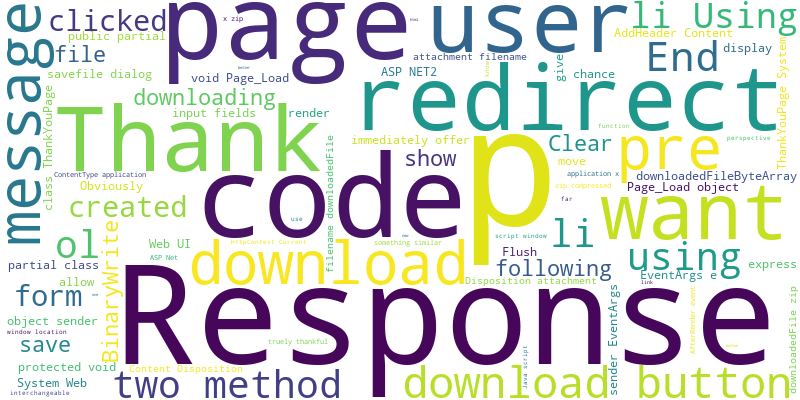 message
clicked
x zip
public partial
file
savefile dialog
page
void Page_Load
user
html
attachment filename
ASP NET2
li Using
AddHeader Content
End
display
give
chance
downloading
input fields
render
redirect
ThankYouPage System
class ThankYouPage
Thank
immediately offer
function
perspective
ContentType application
Obviously
code
show
p
Clear
move
pre
downloadedFileByteArray
application x
zip compressed
Page_Load object
created
filename downloadedFile
use
far
want
ol
BinaryWrite
Web UI
ASP Net
HttpContext Current
something similar
new
script window
li
Flush
using
partial class
allow
download
Disposition attachment
following
EventArgs e
express
form
Response
link
sender EventArgs
AfterRender event
downloadedFile zip
object sender
window location
save
truely thankful
protected void
Content Disposition
System Web
interchangeable
two method
Java script
download button